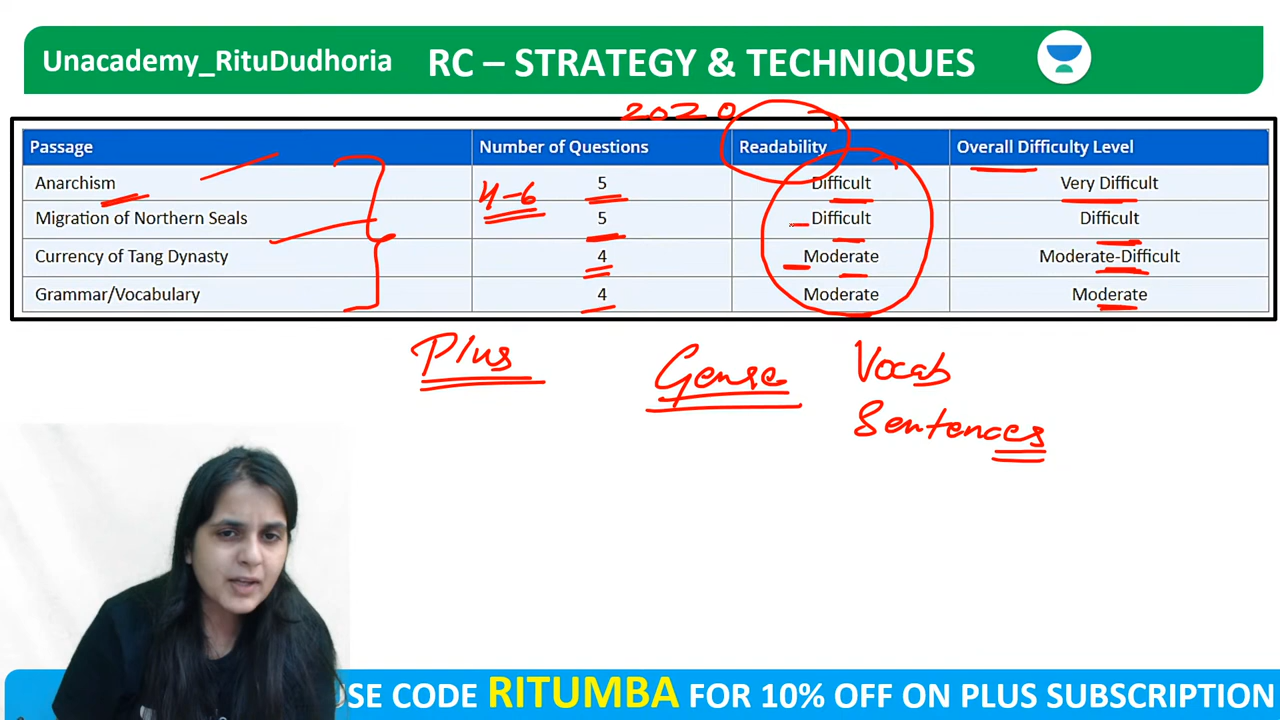 Unacademy_RituDudhoria RC – STRATEGY & TECHNIQUES
2020
Passage Number of Questions Readability Overall Difficulty Level
Anarchism 5 Difficult Very Difficult
4-6
Migration of Northern Seals 5 Difficult Difficult
Currency of Tang Dynasty 4 Moderate Moderate-Difficult
Grammar/Vocabulary 4 Moderate Moderate
Plus Genre Vocab
Sentences
SE CODE RITUMBA FOR 10% OFF ON PLUS SUBSCRIPTION